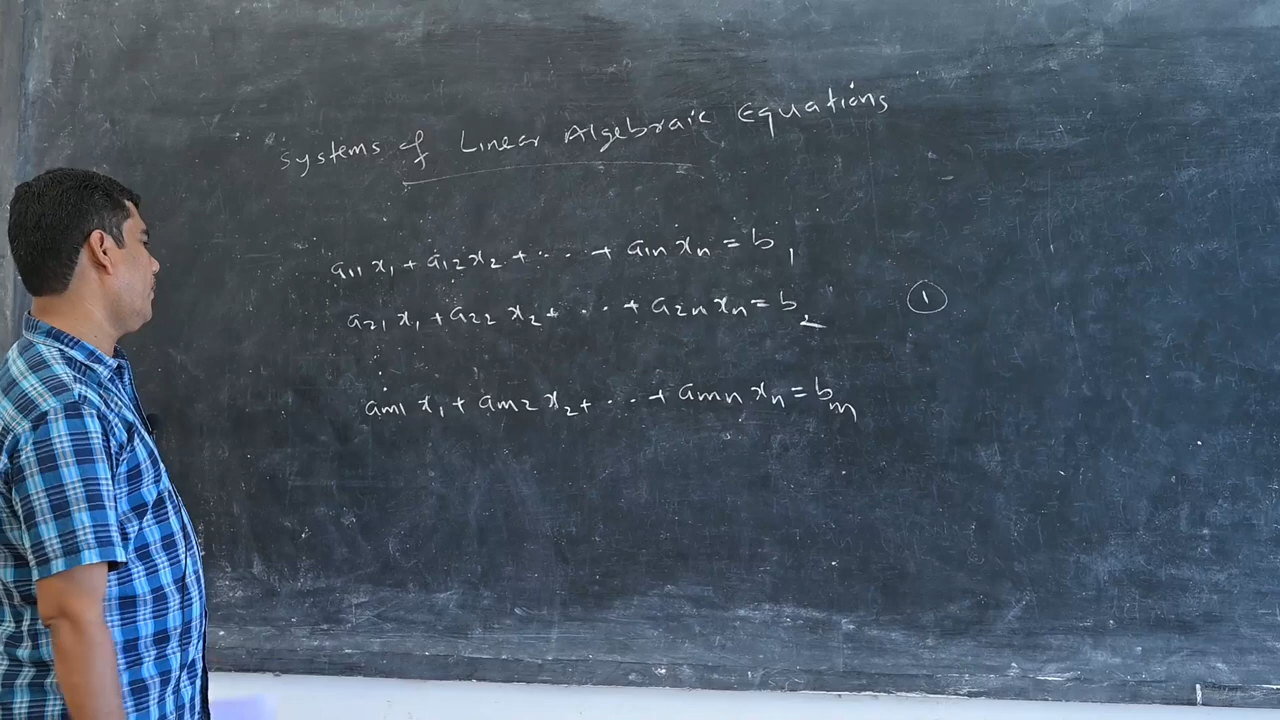 Systems of Linear Algebraic Equations
a11 x1 + a12 x2 + ... + a1n xn = b1
a21 x1 + a22 x2 + ... + a2n xn = b2 ①
am1 x1 + am2 x2 + ... + amn xn = bm